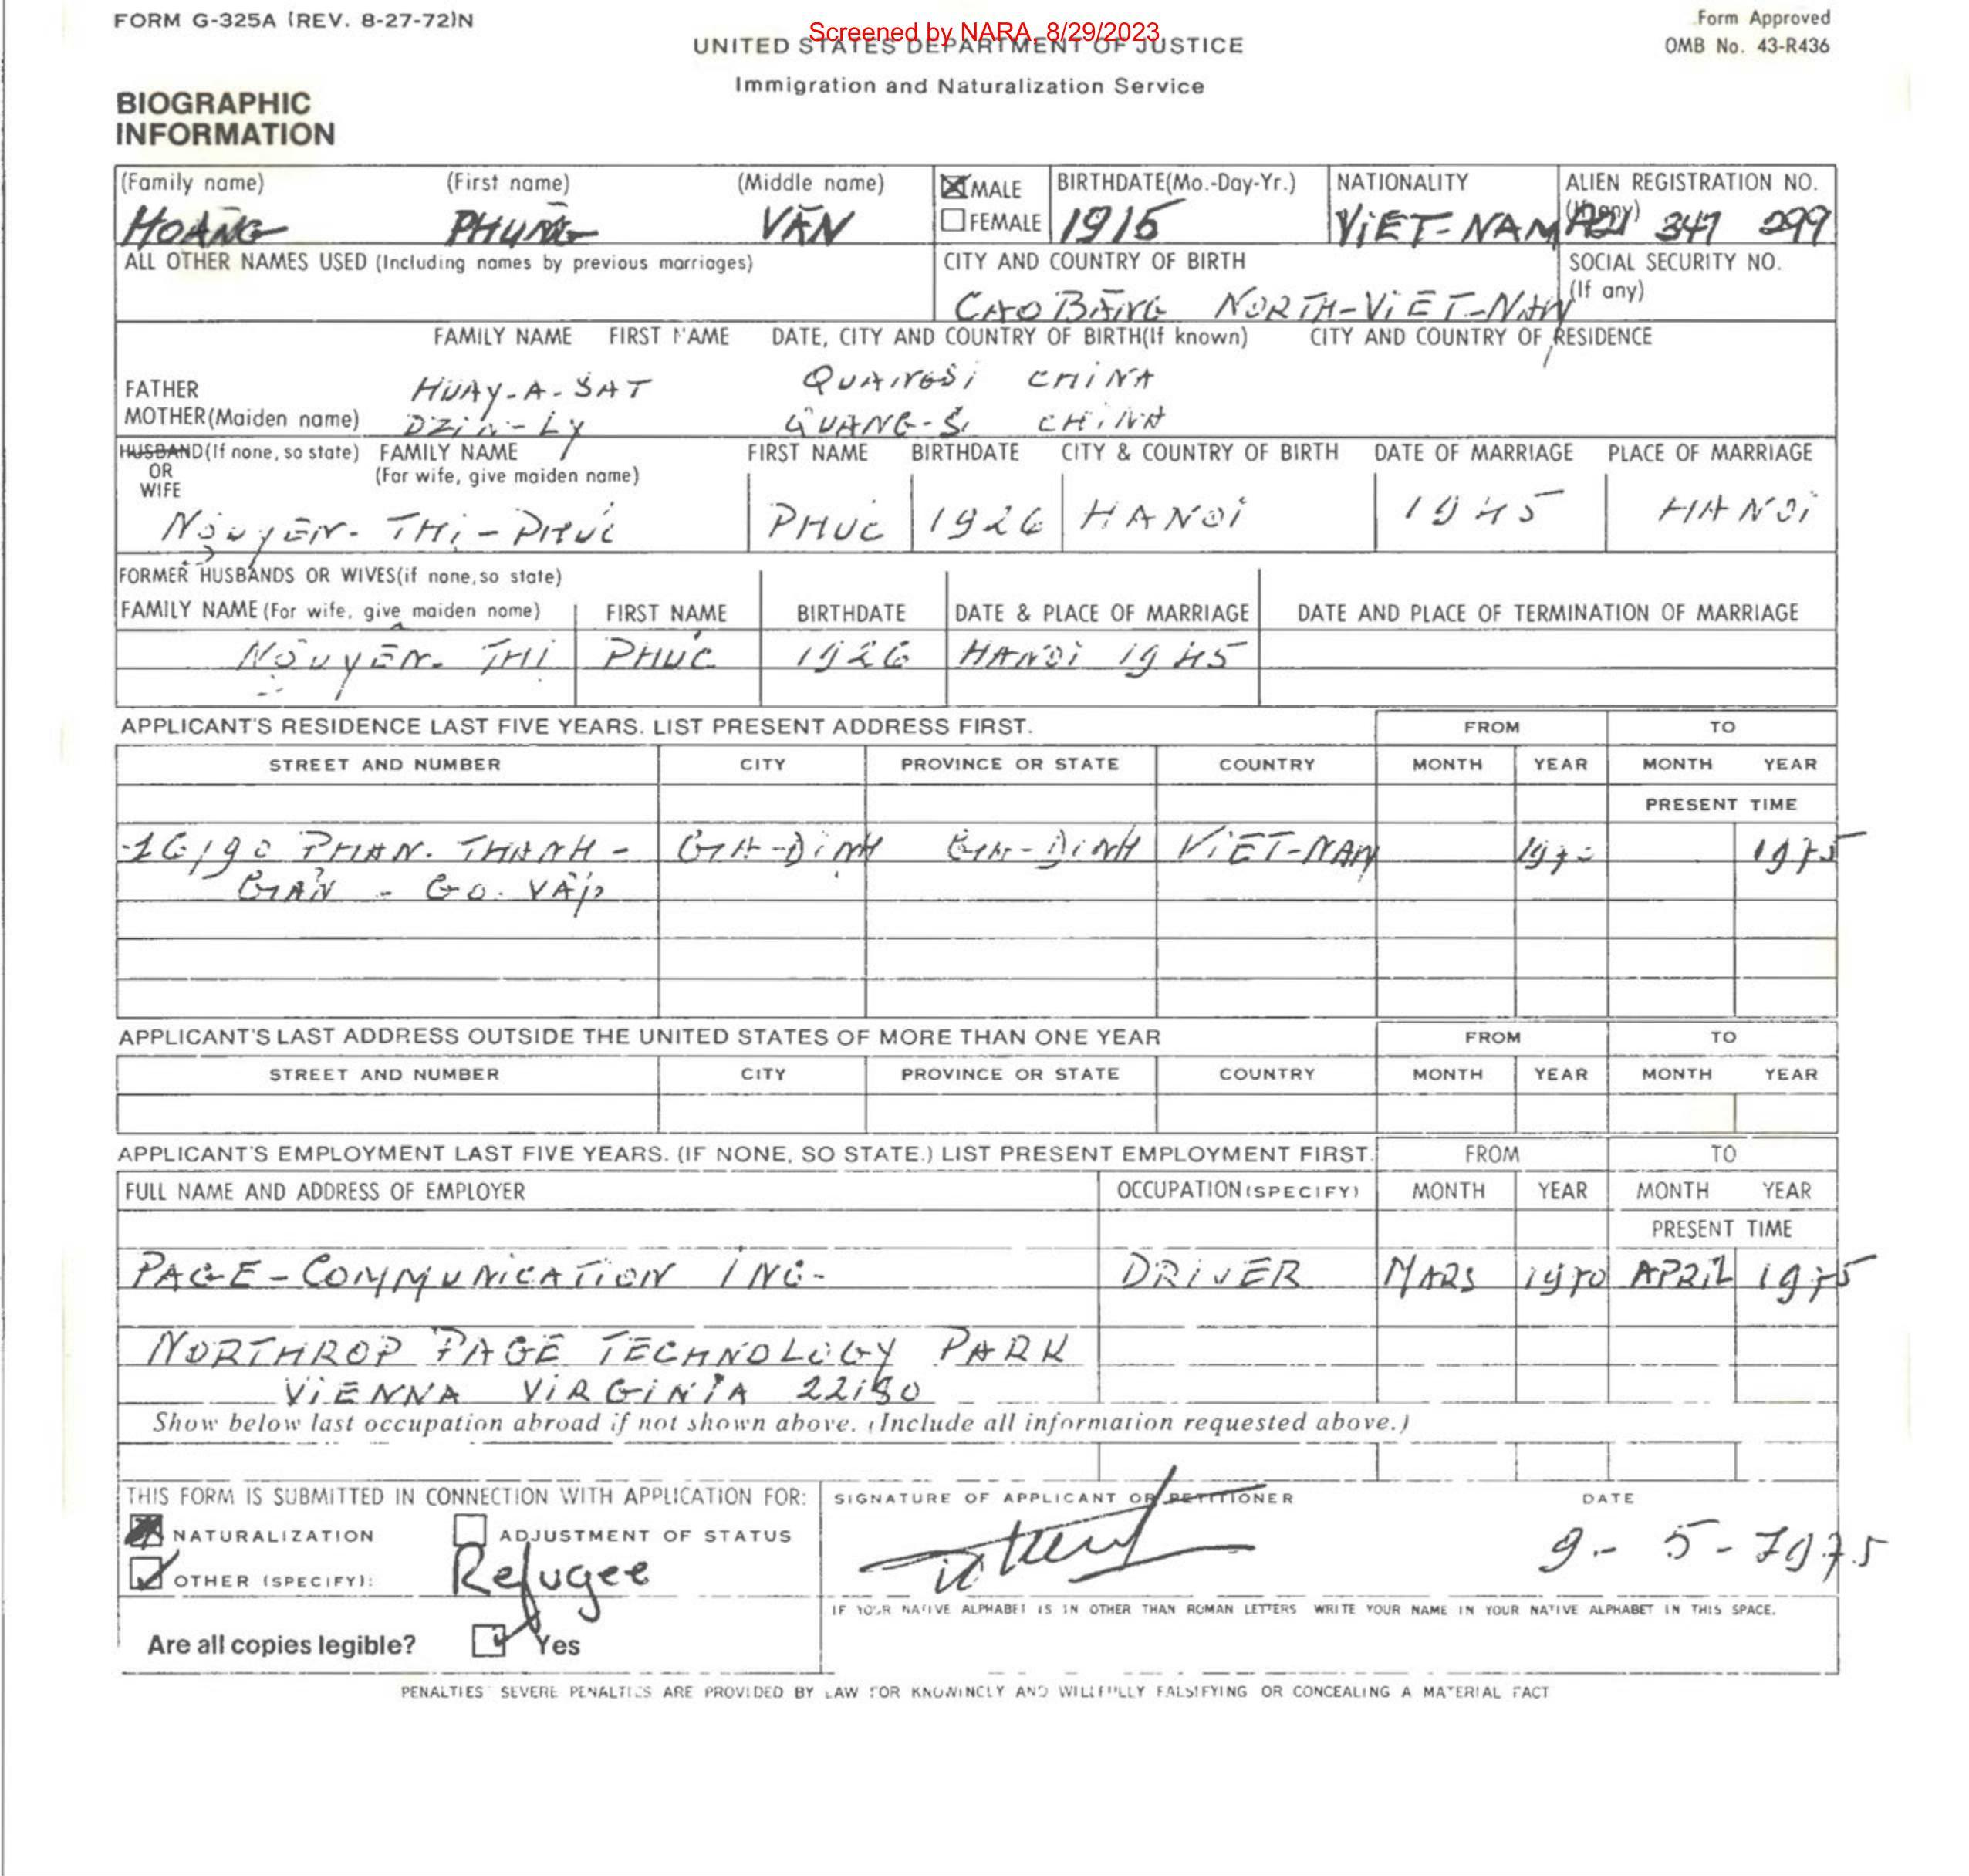 FORM G-325A (REV. 8-27-72)N
Screened by NARA, 8/29/2023
Form Approved
OMB No. 43-R436
UNITED STATES DEPARTMENT OF JUSTICE
Immigration and Naturalization Service
BIOGRAPHIC
INFORMATION
(Family name) (First name) (Middle name) MALE BIRTHDATE(Mo.-Day-Yr.) NATIONALITY ALIEN REGISTRATION NO.
(If any)
FEMALE
HOÀNG PHUNG VĂN 1915 ViET-NAM A21 347 299
ALL OTHER NAMES USED (Including names by previous marriages) CITY AND COUNTRY OF BIRTH SOCIAL SECURITY NO.
(If any)
CAO BĂNG NORTH-ViET-NAM
FAMILY NAME FIRST NAME DATE, CITY AND COUNTRY OF BIRTH(If known) CITY AND COUNTRY OF RESIDENCE
FATHER HUAY-A-SAT QUANGSi CHiNA
MOTHER(Maiden name) DZiN-LY QUANG-Si CHiNA
HUSBAND(If none, so state) FAMILY NAME FIRST NAME BIRTHDATE CITY & COUNTRY OF BIRTH DATE OF MARRIAGE PLACE OF MARRIAGE
OR (For wife, give maiden name)
WIFE
NGUYEN- THi-PHUC PHUC 1926 HANOi 1945 HANOi
FORMER HUSBANDS OR WIVES(if none,so state)
FAMILY NAME (For wife, give maiden name) FIRST NAME BIRTHDATE DATE & PLACE OF MARRIAGE DATE AND PLACE OF TERMINATION OF MARRIAGE
NGUYEN. THi PHUC 1926 HANOi 1945
APPLICANT'S RESIDENCE LAST FIVE YEARS. LIST PRESENT ADDRESS FIRST. FROM TO
STREET AND NUMBER CITY PROVINCE OR STATE COUNTRY MONTH YEAR MONTH YEAR
PRESENT TIME
16/90 PHAN. THANH- GIA-DiNH GIA-DiNH ViET-NAM 1970 1975
GIAN - GO. VAP
APPLICANT'S LAST ADDRESS OUTSIDE THE UNITED STATES OF MORE THAN ONE YEAR FROM TO
STREET AND NUMBER CITY PROVINCE OR STATE COUNTRY MONTH YEAR MONTH YEAR
APPLICANT'S EMPLOYMENT LAST FIVE YEARS. (IF NONE, SO STATE.) LIST PRESENT EMPLOYMENT FIRST. FROM TO
FULL NAME AND ADDRESS OF EMPLOYER OCCUPATION(SPECIFY) MONTH YEAR MONTH YEAR
PRESENT TIME
PAGE-COMMUNiCATiON iNC- DRiVER MARS 1970 APRIL 1975
NORTHROP PAGE TECHNOLOGY PARK
ViENNA ViRGiNiA 22180
Show below last occupation abroad if not shown above. (Include all information requested above.)
THIS FORM IS SUBMITTED IN CONNECTION WITH APPLICATION FOR: SIGNATURE OF APPLICANT OR PETITIONER DATE
NATURALIZATION ADJUSTMENT OF STATUS
9.- 5-1975
OTHER (SPECIFY): Refugee
IF YOUR NATIVE ALPHABET IS IN OTHER THAN ROMAN LETTERS WRITE YOUR NAME IN YOUR NATIVE ALPHABET IN THIS SPACE.
Are all copies legible? Yes
PENALTIES SEVERE PENALTIES ARE PROVIDED BY LAW FOR KNOWINGLY AND WILLFULLY FALSIFYING OR CONCEALING A MATERIAL FACT